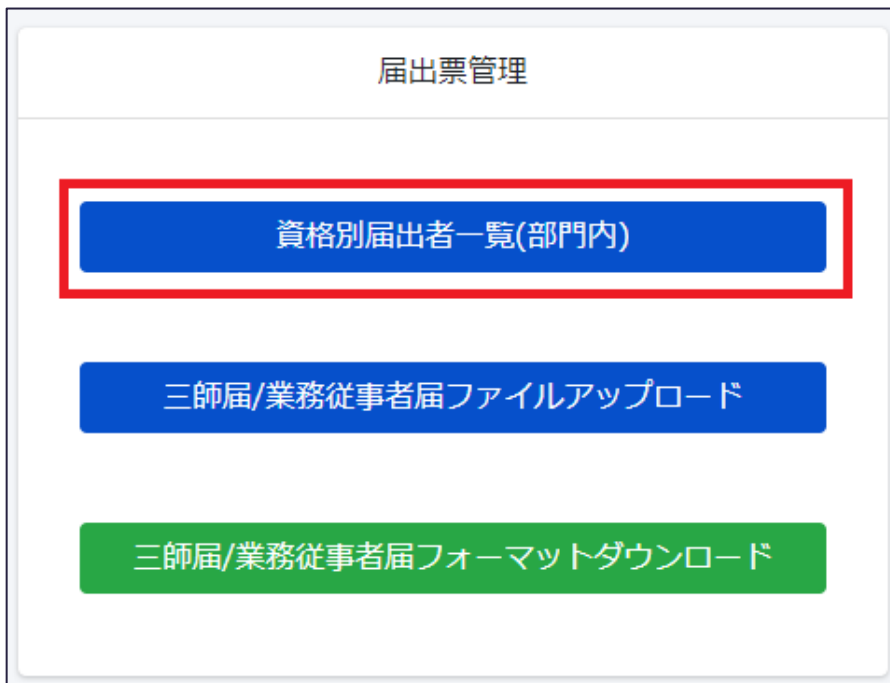 届出票管理
資格別届出者一覧(部門内)
三師届/業務従事者届ファイルアップロード
三師届/業務従事者届フォーマットダウンロード